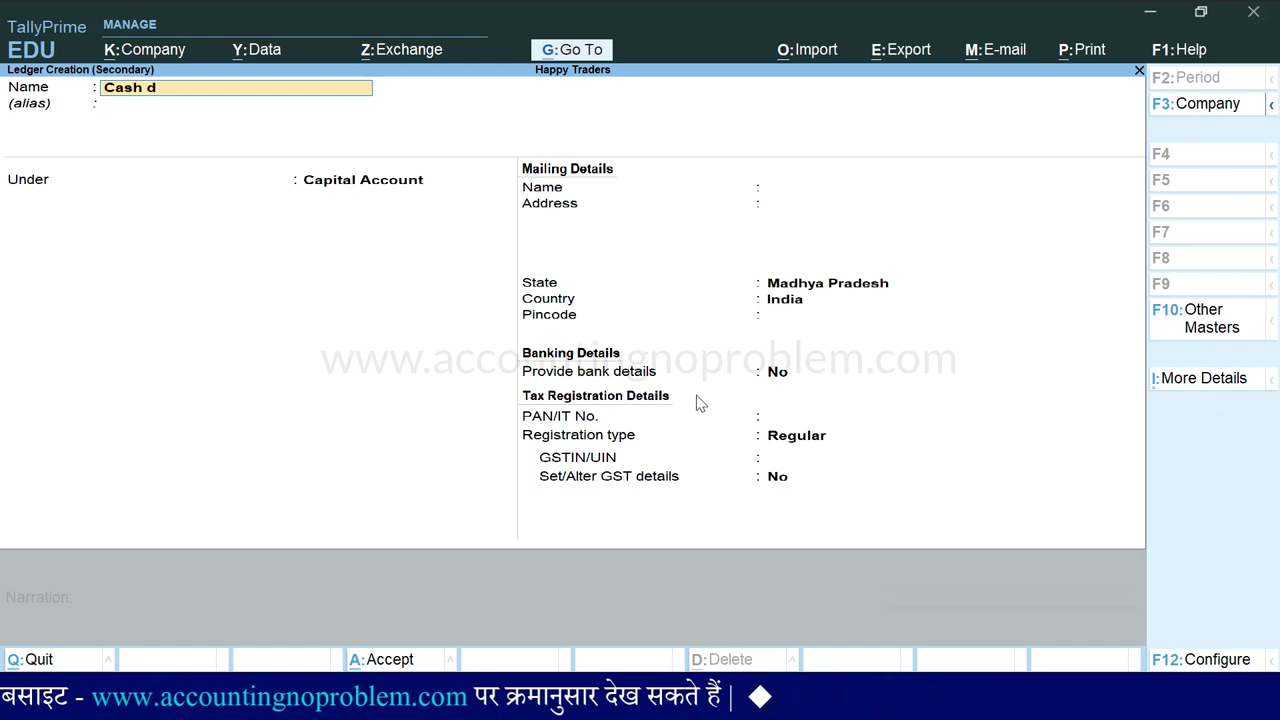 TallyPrime
MANAGE
EDU
K:Company
Y:Data
Z:Exchange
G:Go To
O:Import
E:Export
M:E-mail
P:Print
F1:Help
Ledger Creation (Secondary)
Happy Traders
F2:Period
F3:Company
F4
F5
F6
F7
F8
F9
F10:Other
Masters
I:More Details
F12:Configure
Name : Cash d
(alias) :
Under : Capital Account
Mailing Details
Name :
Address :
State : Madhya Pradesh
Country : India
Pincode :
Banking Details
Provide bank details : No
Tax Registration Details
PAN/IT No. :
Registration type : Regular
GSTIN/UIN :
Set/Alter GST details : No
www.accountingnoproblem.com
Narration:
Q:Quit
A:Accept
D:Delete
बसाइट - www.accountingnoproblem.com पर क्रमानुसार देख सकते हैं |